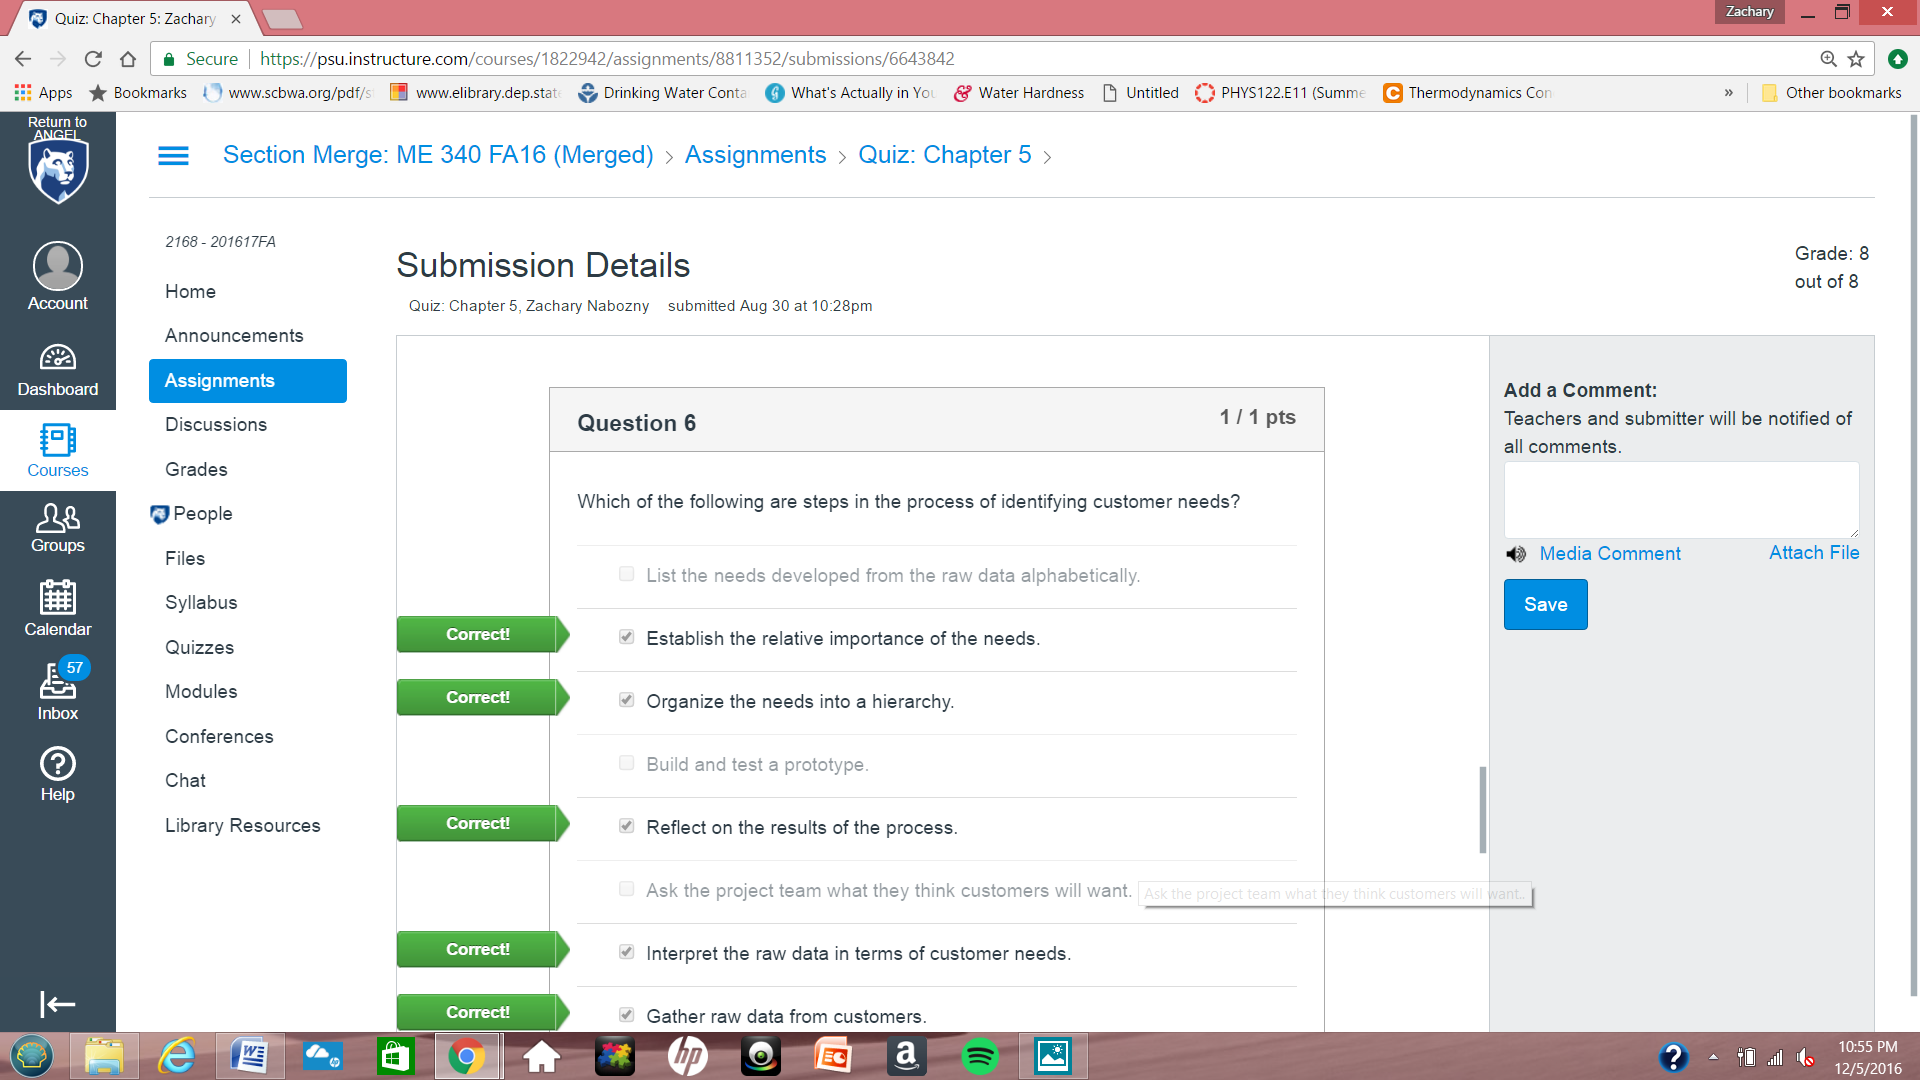 Quiz: Chapter 5: Zachary
Zachary
Secure https://psu.instructure.com/courses/1822942/assignments/8811352/submissions/6643842
Apps Bookmarks www.scbwa.org/pdf/s www.elibrary.dep.state Drinking Water Conta What's Actually in You Water Hardness Untitled PHYS122.E11 (Summe Thermodynamics Con » Other bookmarks
Return to
ANGEL
Account
Dashboard
Courses
Groups
Calendar
57
Inbox
Help
Section Merge: ME 340 FA16 (Merged) > Assignments > Quiz: Chapter 5 >
2168 - 201617FA
Home
Announcements
Assignments
Discussions
Grades
People
Files
Syllabus
Quizzes
Modules
Conferences
Chat
Library Resources
Submission Details
Quiz: Chapter 5, Zachary Nabozny submitted Aug 30 at 10:28pm
Grade: 8
out of 8
Question 6
1 / 1 pts
Which of the following are steps in the process of identifying customer needs?
List the needs developed from the raw data alphabetically.
Correct! Establish the relative importance of the needs.
Correct! Organize the needs into a hierarchy.
Build and test a prototype.
Correct! Reflect on the results of the process.
Ask the project team what they think customers will want.
Ask the project team what they think customers will want..
Correct! Interpret the raw data in terms of customer needs.
Correct! Gather raw data from customers.
Add a Comment:
Teachers and submitter will be notified of
all comments.
Media Comment Attach File
Save
10:55 PM
12/5/2016